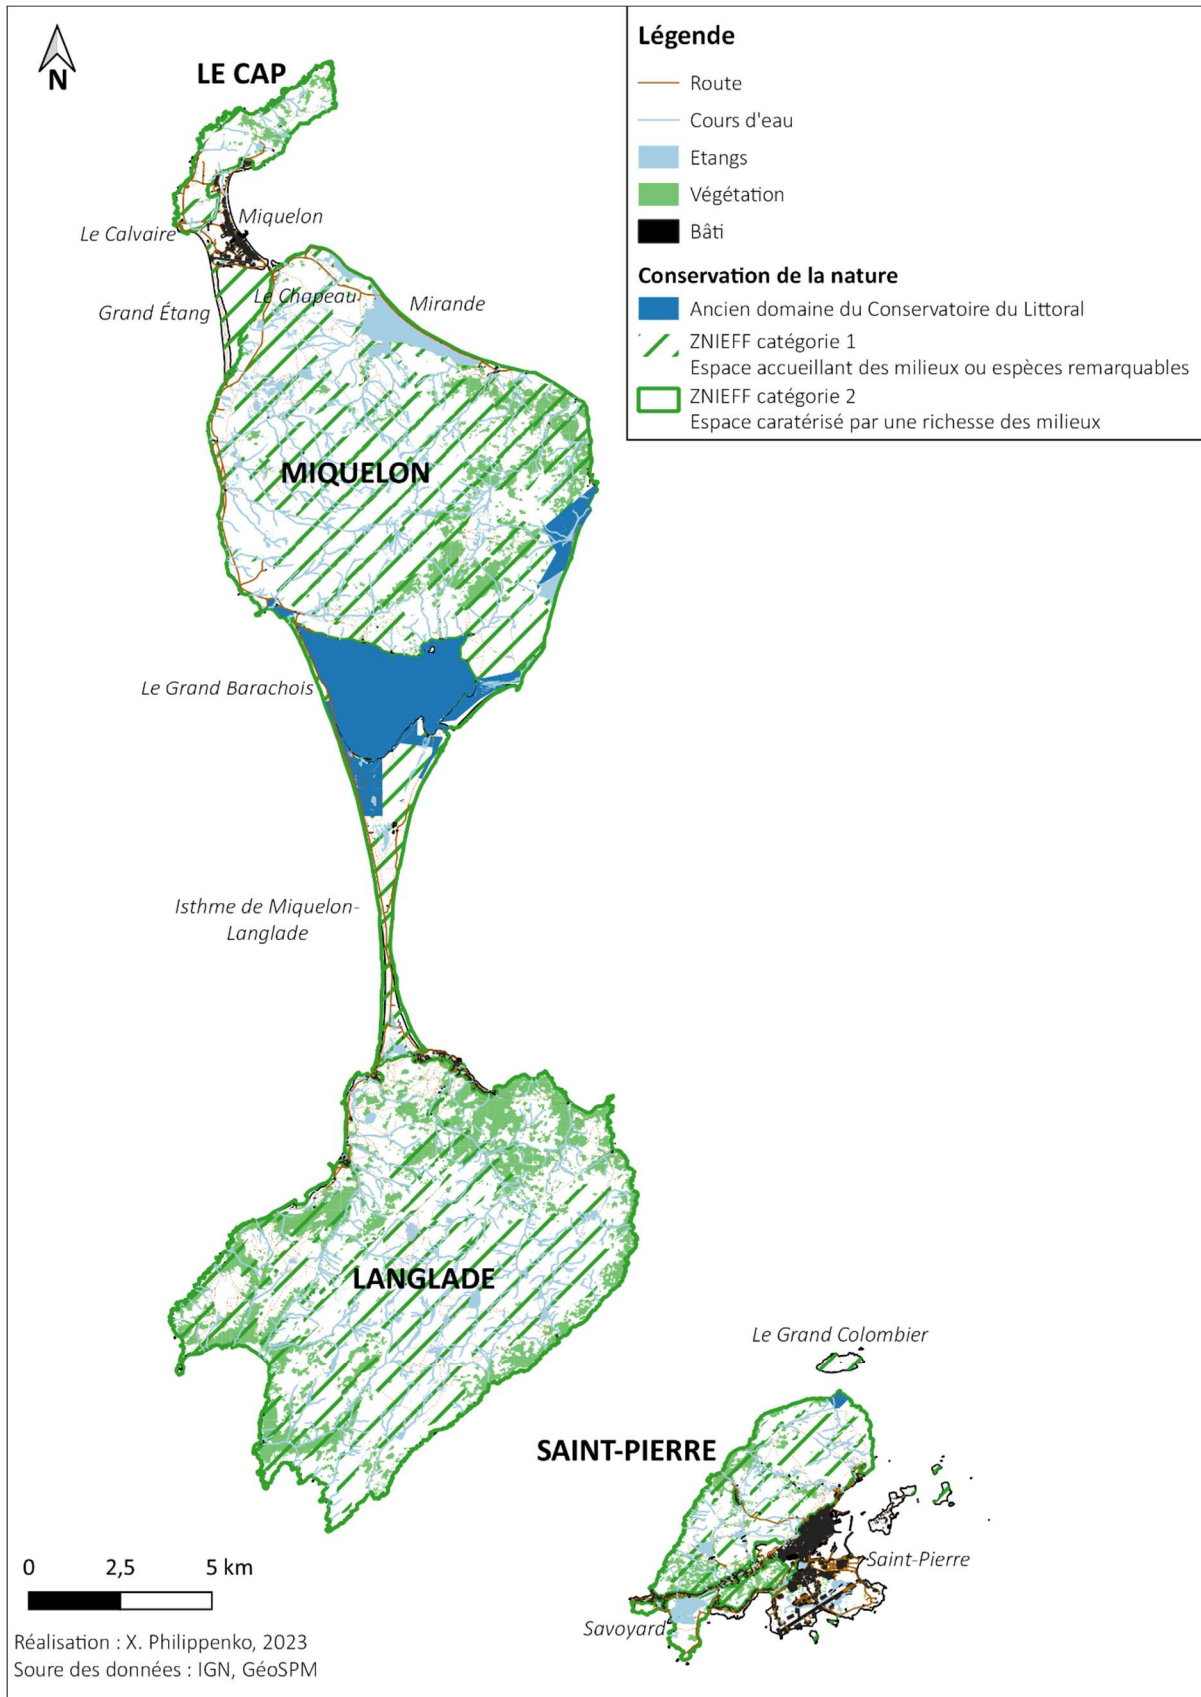 N
LE CAP
Miquelon
Le Calvaire
Le Chapeau
Mirande
Grand Étang
MIQUELON
Le Grand Barachois
Isthme de Miquelon-
Langlade
LANGLADE
Le Grand Colombier
SAINT-PIERRE
Saint-Pierre
Savoyard
0 2,5 5 km
Réalisation : X. Philippenko, 2023
Soure des données : IGN, GéoSPM
Légende
Route
Cours d'eau
Etangs
Végétation
Bâti
Conservation de la nature
Ancien domaine du Conservatoire du Littoral
ZNIEFF catégorie 1
Espace accueillant des milieux ou espèces remarquables
ZNIEFF catégorie 2
Espace caratérisé par une richesse des milieux